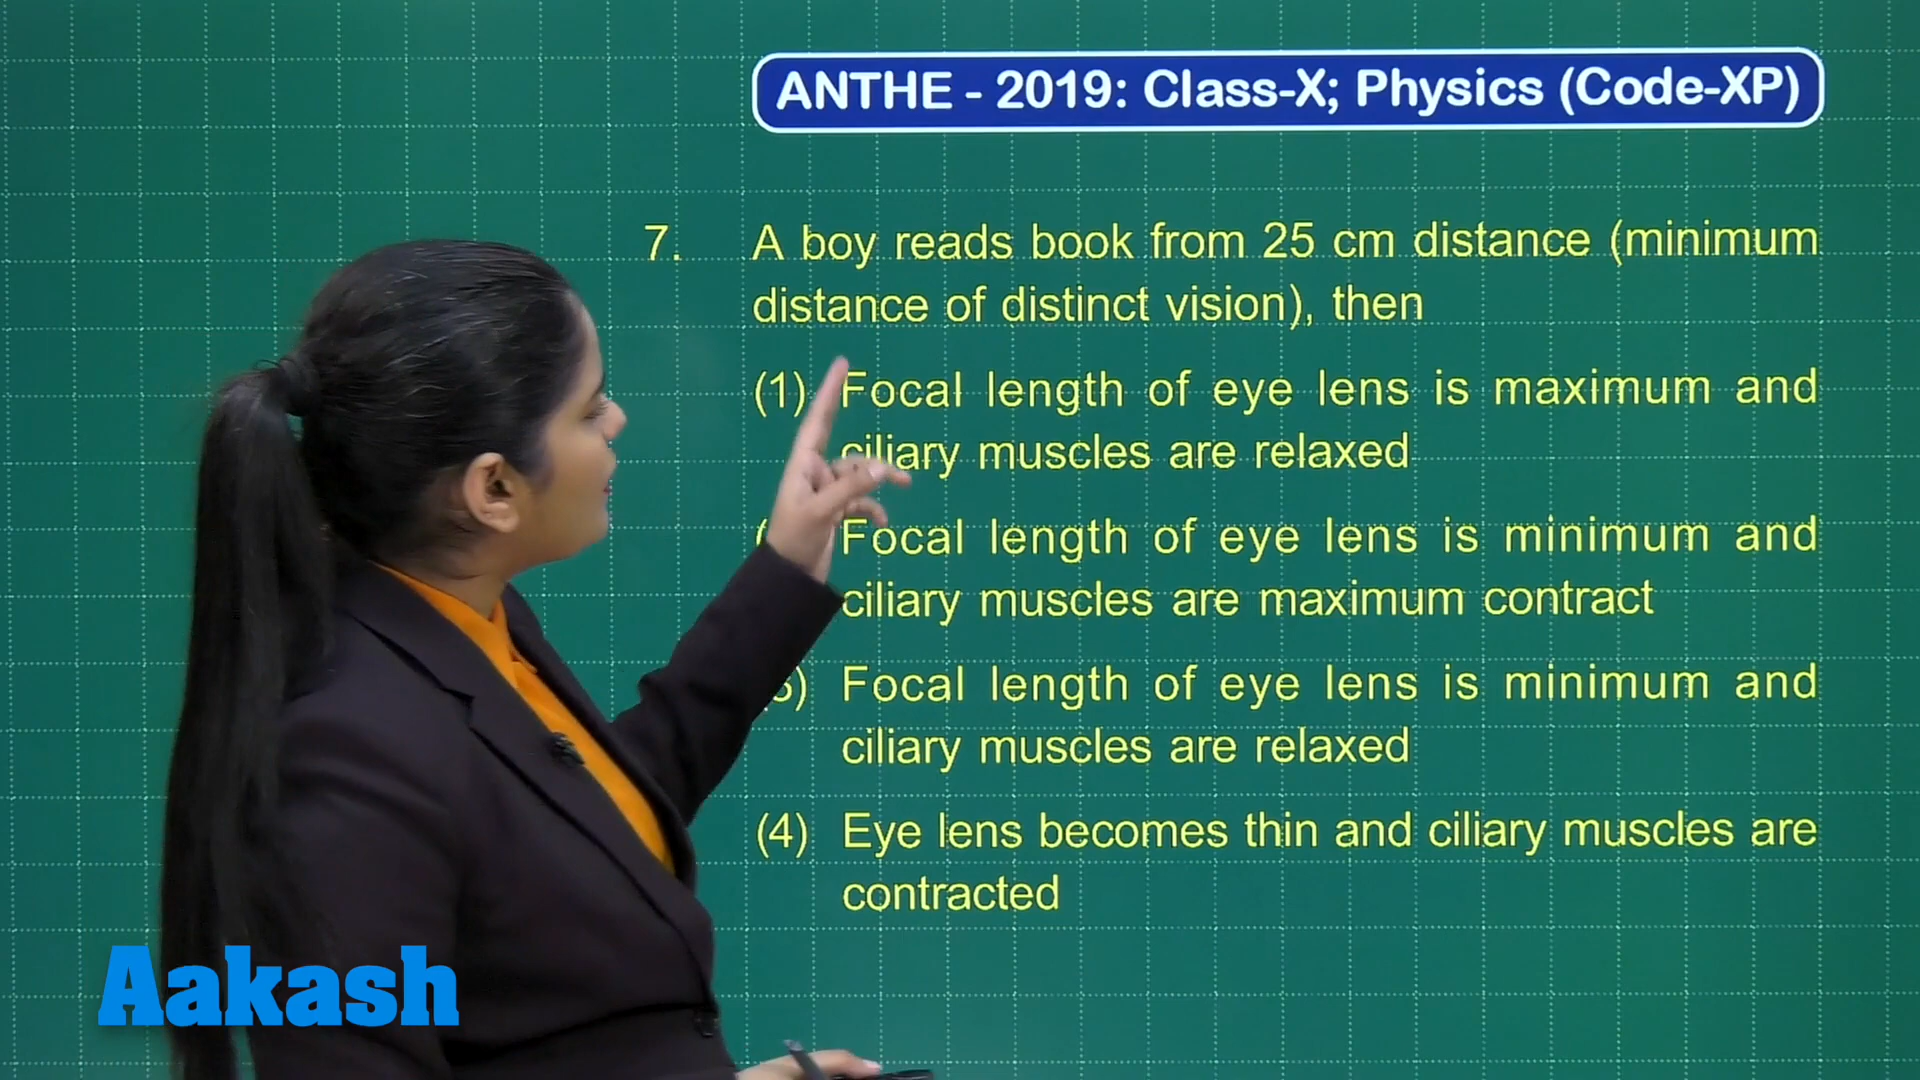 ANTHE - 2019: Class-X; Physics (Code-XP)
7. A boy reads book from 25 cm distance (minimum
distance of distinct vision), then
(1) Focal length of eye lens is maximum and
ciliary muscles are relaxed
( Focal length of eye lens is minimum and
ciliary muscles are maximum contract
3) Focal length of eye lens is minimum and
ciliary muscles are relaxed
(4) Eye lens becomes thin and ciliary muscles are
contracted
Aakash